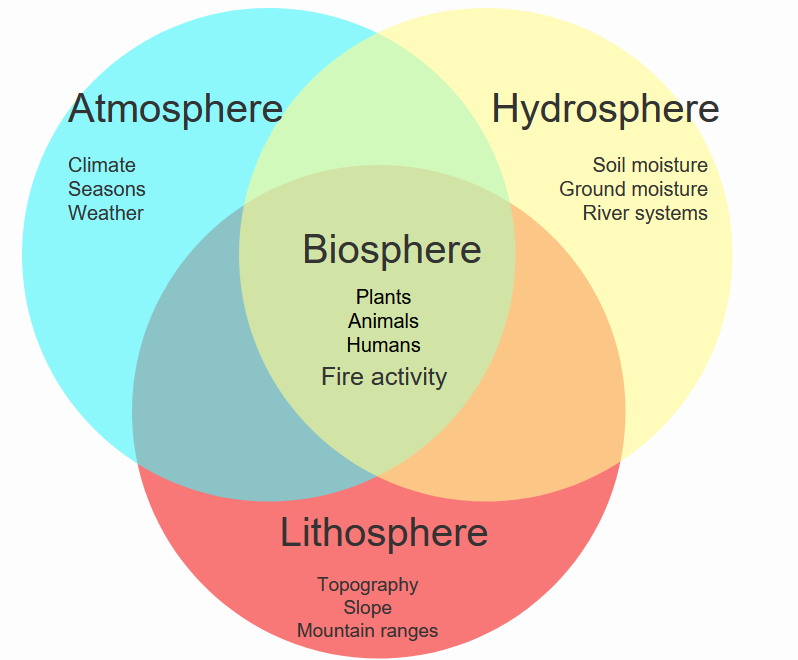 Atmosphere
Climate
Seasons
Weather
Hydrosphere
Soil moisture
Ground moisture
River systems
Biosphere
Plants
Animals
Humans
Fire activity
Lithosphere
Topography
Slope
Mountain ranges